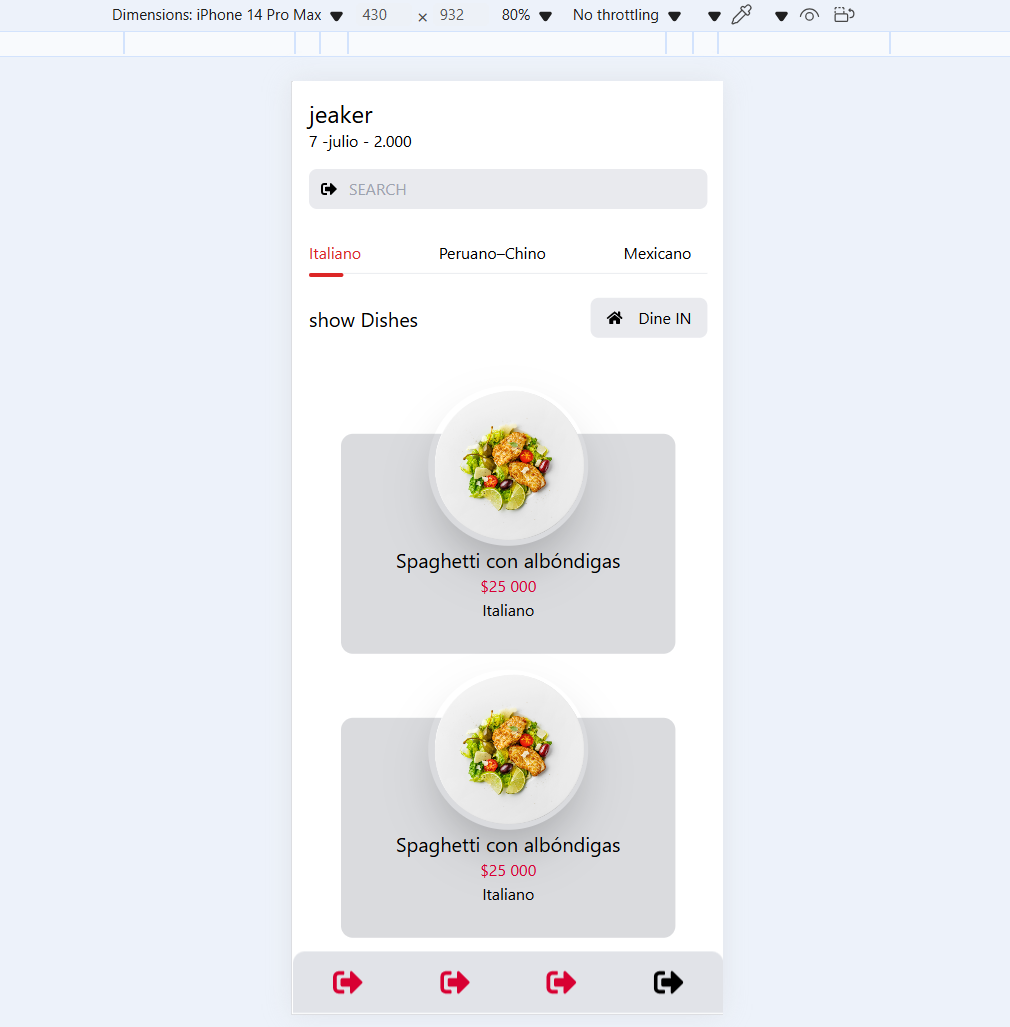 Dimensions: iPhone 14 Pro Max 430 × 932 80% No throttling
jeaker
7 -julio - 2.000
SEARCH
Italiano Peruano–Chino Mexicano
show Dishes Dine IN
Spaghetti con albóndigas
$25 000
Italiano
Spaghetti con albóndigas
$25 000
Italiano